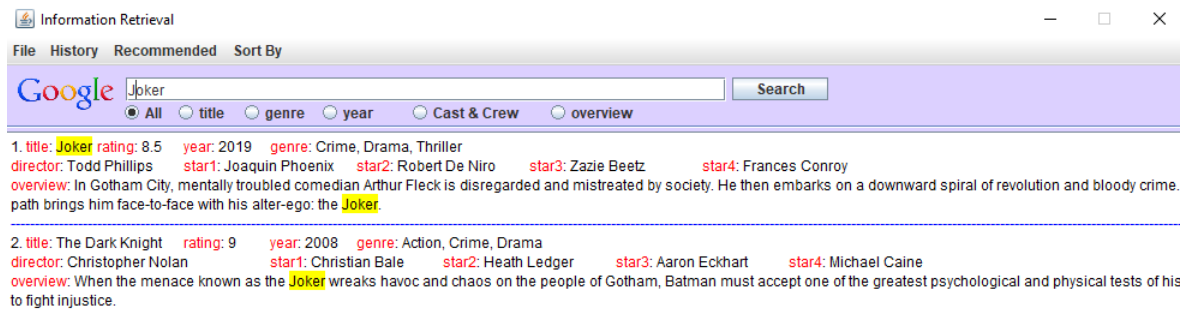 Information Retrieval
File History Recommended Sort By
Google Joker Search
All title genre year Cast & Crew overview
1. title: Joker rating: 8.5 year: 2019 genre: Crime, Drama, Thriller
director: Todd Phillips star1: Joaquin Phoenix star2: Robert De Niro star3: Zazie Beetz star4: Frances Conroy
overview: In Gotham City, mentally troubled comedian Arthur Fleck is disregarded and mistreated by society. He then embarks on a downward spiral of revolution and bloody crime.
path brings him face-to-face with his alter-ego: the Joker.
2. title: The Dark Knight rating: 9 year: 2008 genre: Action, Crime, Drama
director: Christopher Nolan star1: Christian Bale star2: Heath Ledger star3: Aaron Eckhart star4: Michael Caine
overview: When the menace known as the Joker wreaks havoc and chaos on the people of Gotham, Batman must accept one of the greatest psychological and physical tests of his
to fight injustice.